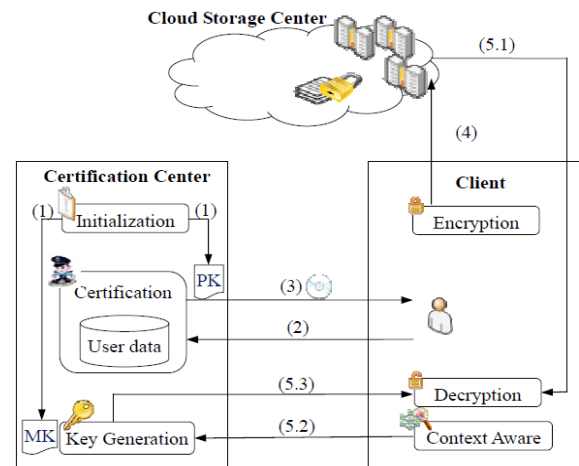 Cloud Storage Center
(5.1)
(4)
Certification Center
Client
(1)
(1)
Initialization
Encryption
PK
Certification
(3)
User data
(2)
(5.3)
Decryption
MK
Key Generation
(5.2)
Context Aware